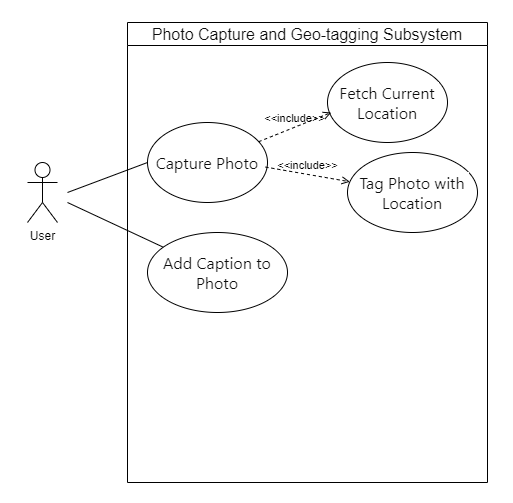 Photo Capture and Geo-tagging Subsystem
Fetch Current
Location
<<include>>
Capture Photo
<<include>>
Tag Photo with
Location
User
Add Caption to
Photo